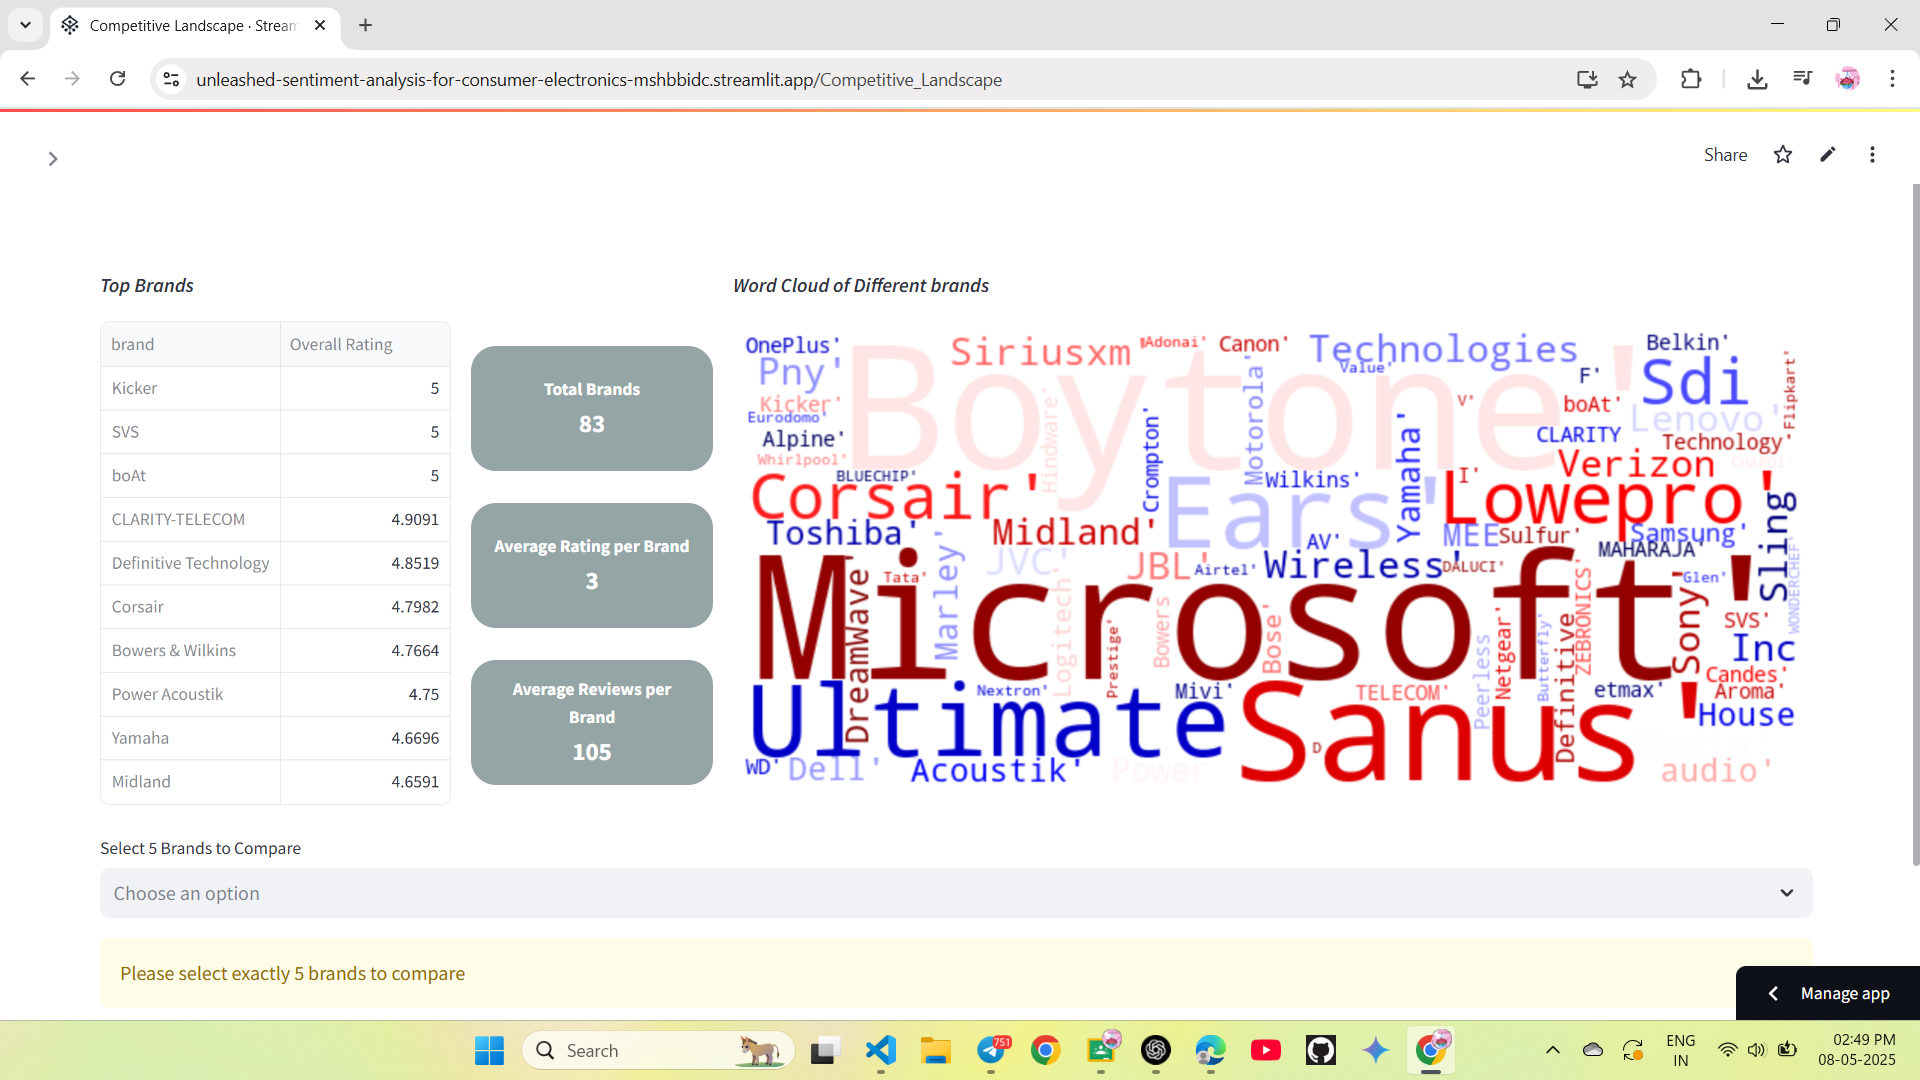 Competitive Landscape · Stream
unleashed-sentiment-analysis-for-consumer-electronics-mshbbidc.streamlit.app/Competitive_Landscape
Share
Top Brands
brand Overall Rating
Kicker 5
SVS 5
boAt 5
CLARITY-TELECOM 4.9091
Definitive Technology 4.8519
Corsair 4.7982
Bowers & Wilkins 4.7664
Power Acoustik 4.75
Yamaha 4.6696
Midland 4.6591
Total Brands
83
Average Rating per Brand
3
Average Reviews per
Brand
105
Word Cloud of Different brands
OnePlus'
Siriusxm
Adonai'
Canon'
Technologies
Belkin'
Pny'
Boytone'
Value'
F'
Sdi
Flipkart'
Kicker'
Eurodomo'
Hindware'
Motorola'
V'
boAt'
Lenovo'
Alpine'
Crompton'
Yamaha'
CLARITY
Technology'
Whirlpool'
BLUECHIP'
Wilkins'
I'
Verizon
Corsair'
Ears'
Lowepro'
Sling
Toshiba'
Midland'
AV'
MEE
Sulfur'
Samsung'
MAHARAJA'
JVC'
JBL'
Airtel'
Wireless'
DALUCI'
Glen'
WONDERCHEF'
Tata'
DreamWave'
Marley'
Microsoft'
Logitech'
Prestige'
Bowers
Bose'
Peerless
Netgear'
Butterfly'
ZEBRONICS'
Definitive
Sony'
SVS'
Inc
Candes'
Aroma'
Nextron'
Mivi'
TELECOM'
etmax'
House
Ultimate
Sanus'
D
WD'
Dell'
Acoustik'
Power
audio'
Select 5 Brands to Compare
Choose an option
Please select exactly 5 brands to compare
Manage app
Search
751
ENG
IN
02:49 PM
08-05-2025